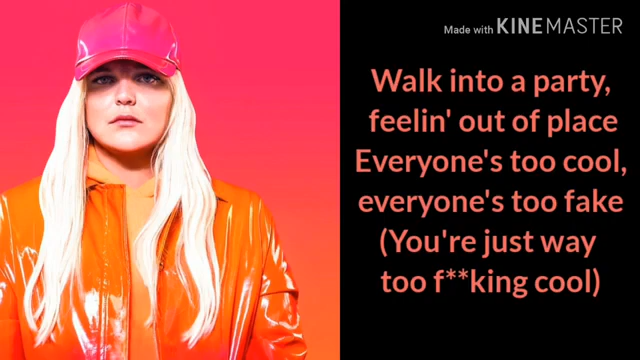 Made with KINEMASTER
Walk into a party,
feelin' out of place
Everyone's too cool,
everyone's too fake
(You're just way
too f**king cool)